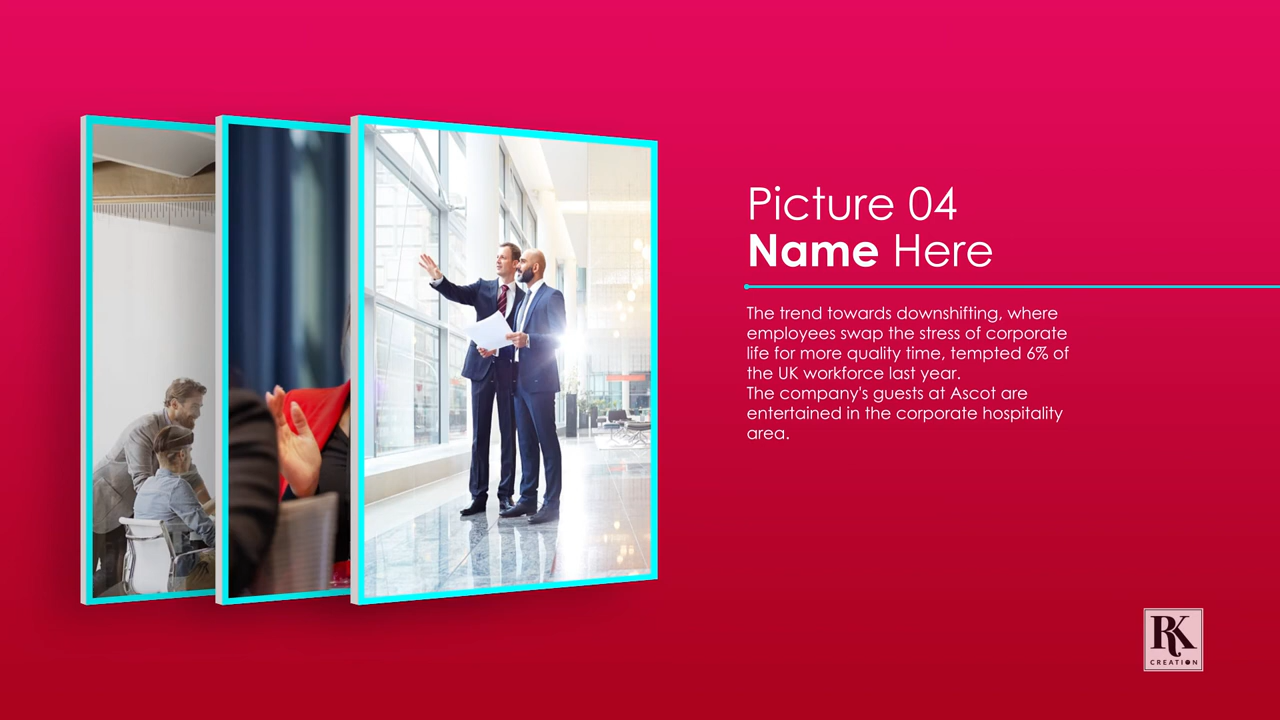 Picture 04
Name Here
The trend towards downshifting, where
employees swap the stress of corporate
life for more quality time, tempted 6% of
the UK workforce last year.
The company's guests at Ascot are
entertained in the corporate hospitality
area.
RK
CREATION